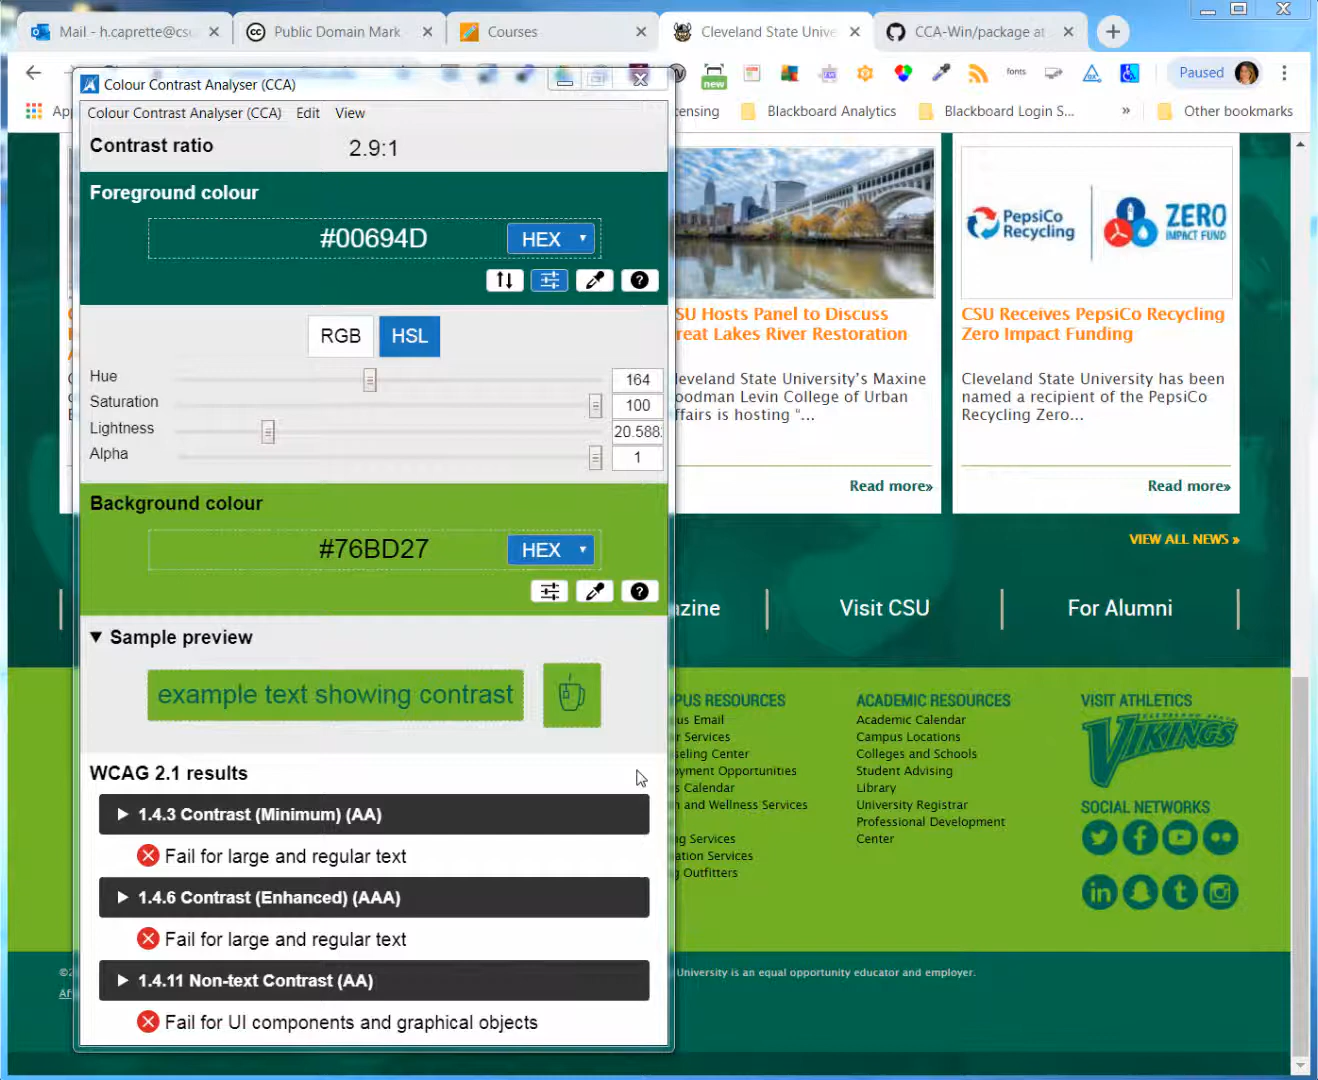 Mail - h.caprette@cs
Public Domain Mark
Courses
Cleveland State Unive
CCA-Win/package at
new
fonts
Paused
Ap
ensing
Blackboard Analytics
Blackboard Login S...
»
Other bookmarks
Colour Contrast Analyser (CCA)
Colour Contrast Analyser (CCA) Edit View
Contrast ratio 2.9:1
Foreground colour
#00694D HEX
RGB HSL
Hue 164
Saturation 100
Lightness 20.588
Alpha 1
Background colour
#76BD27 HEX
Sample preview
example text showing contrast
WCAG 2.1 results
1.4.3 Contrast (Minimum) (AA)
Fail for large and regular text
1.4.6 Contrast (Enhanced) (AAA)
Fail for large and regular text
1.4.11 Non-text Contrast (AA)
Fail for UI components and graphical objects
SU Hosts Panel to Discuss
reat Lakes River Restoration
leveland State University's Maxine
oodman Levin College of Urban
ffairs is hosting "...
Read more»
PepsiCo
Recycling
ZERO
IMPACT FUND
CSU Receives PepsiCo Recycling
Zero Impact Funding
Cleveland State University has been
named a recipient of the PepsiCo
Recycling Zero...
Read more»
VIEW ALL NEWS »
azine
Visit CSU
For Alumni
PUS RESOURCES
us Email
r Services
seling Center
oyment Opportunities
s Calendar
h and Wellness Services
ng Services
ation Services
g Outfitters
ACADEMIC RESOURCES
Academic Calendar
Campus Locations
Colleges and Schools
Student Advising
Library
University Registrar
Professional Development
Center
VISIT ATHLETICS
CLEVELAND STATE
VIKINGS
SOCIAL NETWORKS
©2
Af
University is an equal opportunity educator and employer.